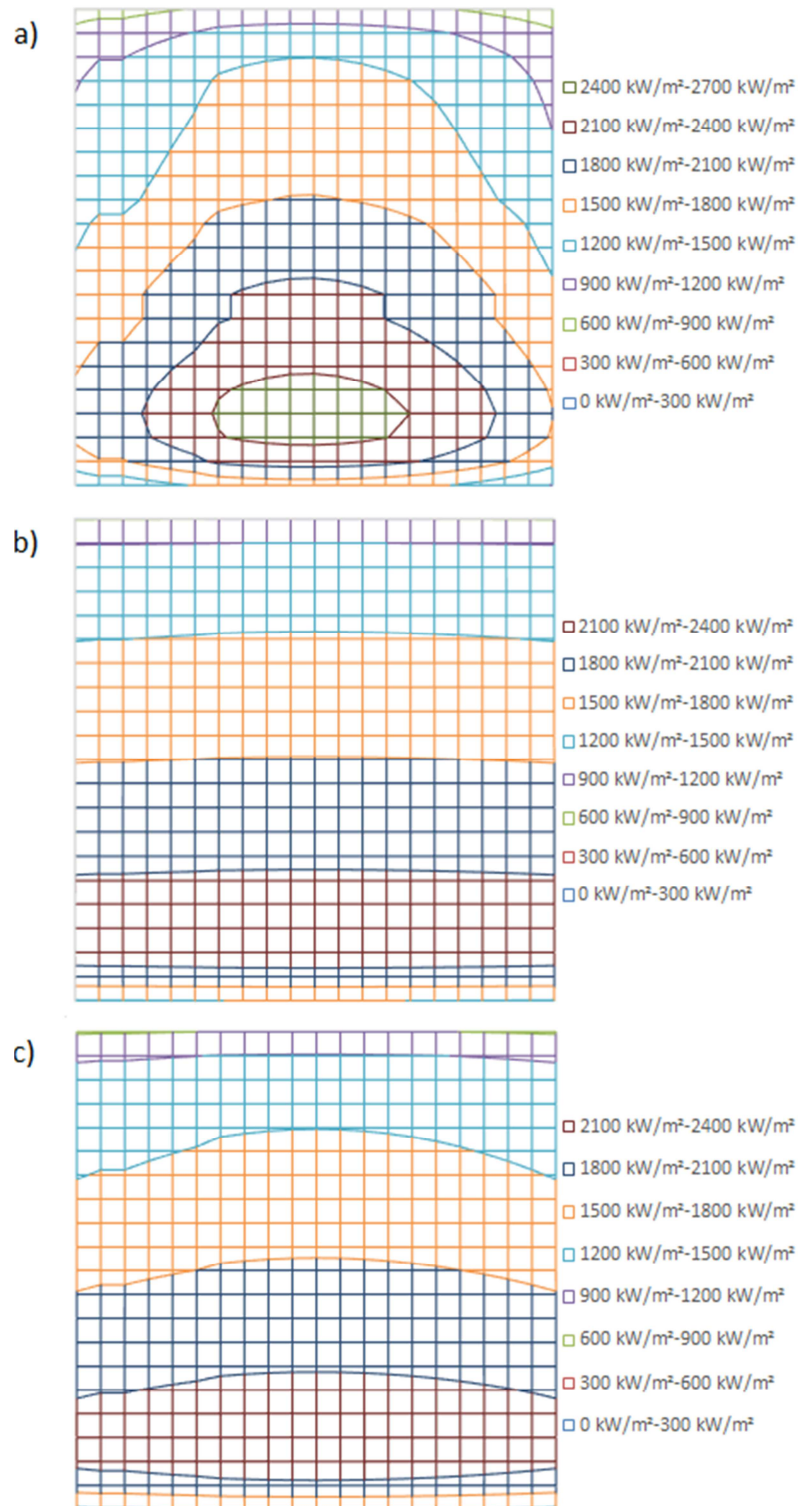 a)
2400 kW/m²-2700 kW/m²
2100 kW/m²-2400 kW/m²
1800 kW/m²-2100 kW/m²
1500 kW/m²-1800 kW/m²
1200 kW/m²-1500 kW/m²
900 kW/m²-1200 kW/m²
600 kW/m²-900 kW/m²
300 kW/m²-600 kW/m²
0 kW/m²-300 kW/m²
b)
2100 kW/m²-2400 kW/m²
1800 kW/m²-2100 kW/m²
1500 kW/m²-1800 kW/m²
1200 kW/m²-1500 kW/m²
900 kW/m²-1200 kW/m²
600 kW/m²-900 kW/m²
300 kW/m²-600 kW/m²
0 kW/m²-300 kW/m²
c)
2100 kW/m²-2400 kW/m²
1800 kW/m²-2100 kW/m²
1500 kW/m²-1800 kW/m²
1200 kW/m²-1500 kW/m²
900 kW/m²-1200 kW/m²
600 kW/m²-900 kW/m²
300 kW/m²-600 kW/m²
0 kW/m²-300 kW/m²